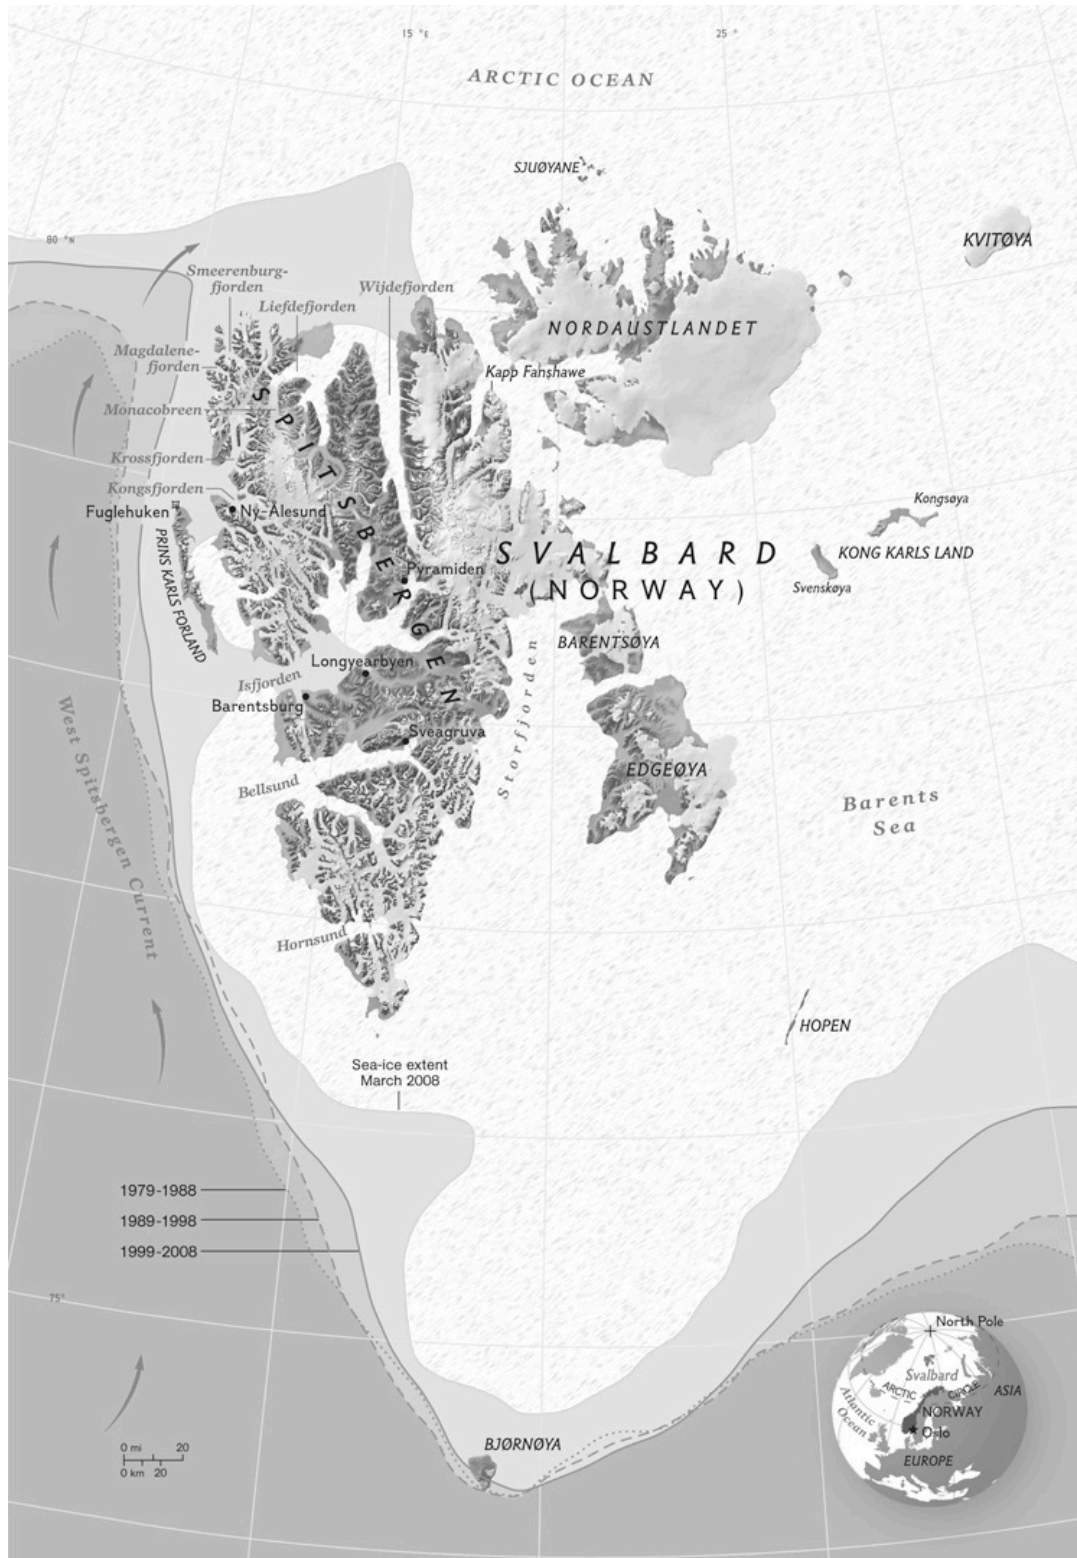 15 °E
25 °
ARCTIC OCEAN
SJUØYANE
80 °N
KVITØYA
Smeerenburg-
fjorden
Wijdefjorden
Liefdefjorden
NORDAUSTLANDET
Magdalene-
fjorden
Kapp Fanshawe
Monacobreen
SPITSBERGEN
Krossfjorden
Kongsfjorden
Kongsøya
Fuglehuken
Ny-Ålesund
SVALBARD
(NORWAY)
KONG KARLS LAND
Pyramiden
Svenskøya
PRINS KARLS FORLAND
BARENTSØYA
Longyearbyen
Storfjorden
Isfjorden
Barentsburg
Sveagruva
EDGEØYA
Bellsund
Barents
Sea
West Spitsbergen Current
Hornsund
HOPEN
Sea-ice extent
March 2008
1979-1988
1989-1998
1999-2008
75°
North Pole
Svalbard
ARCTIC CIRCLE
ASIA
Atlantic
Ocean
NORWAY
Oslo
EUROPE
BJØRNØYA
0 mi 20
0 km 20